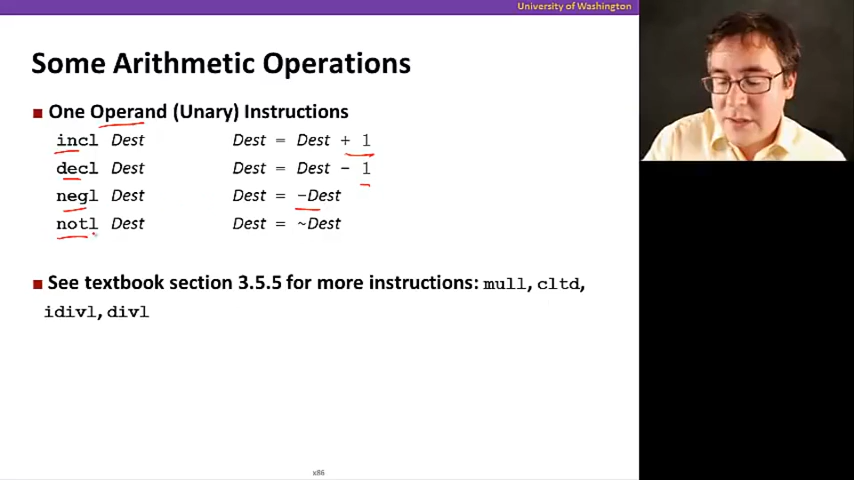 University of Washington
Some Arithmetic Operations
■ One Operand (Unary) Instructions
incl Dest Dest = Dest + 1
decl Dest Dest = Dest - 1
negl Dest Dest = -Dest
notl Dest Dest = ~Dest
■ See textbook section 3.5.5 for more instructions: mull, cltd,
idivl, divl
x86